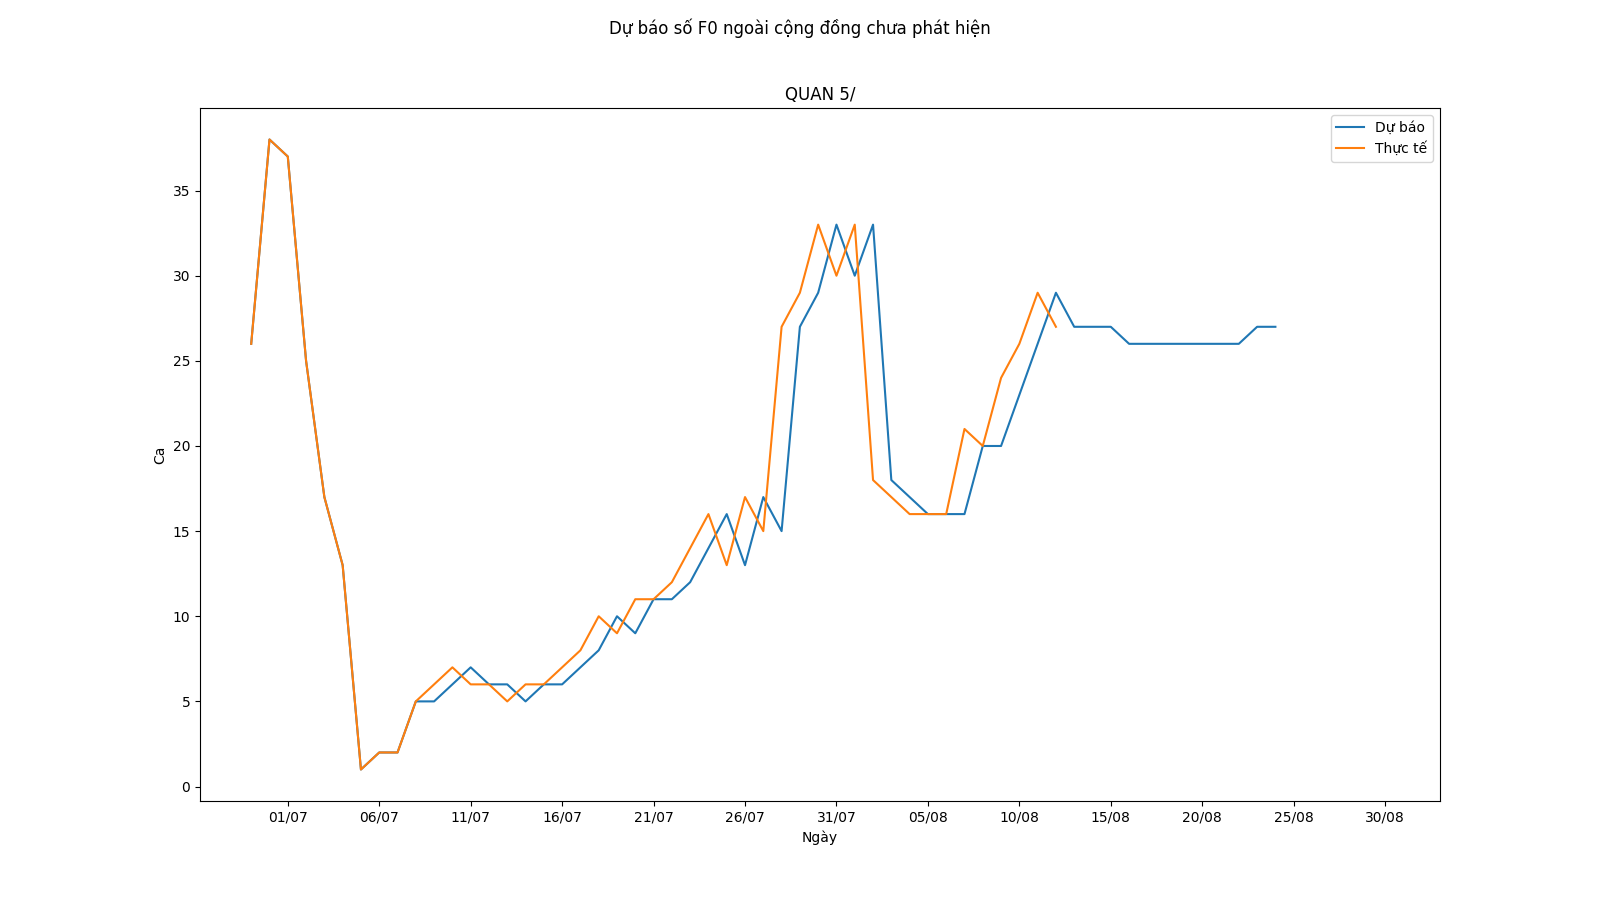 Dự báo số F0 ngoài cộng đồng chưa phát hiện
QUAN 5/
Dự báo
Thực tế
35
30
25
20
15
10
5
0
Ca
01/07 06/07 11/07 16/07 21/07 26/07 31/07 05/08 10/08 15/08 20/08 25/08 30/08
Ngày